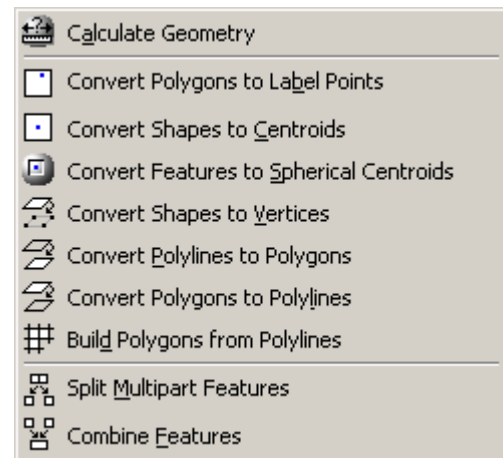 Calculate Geometry
Convert Polygons to Label Points
Convert Shapes to Centroids
Convert Features to Spherical Centroids
Convert Shapes to Vertices
Convert Polylines to Polygons
Convert Polygons to Polylines
Build Polygons from Polylines
Split Multipart Features
Combine Features